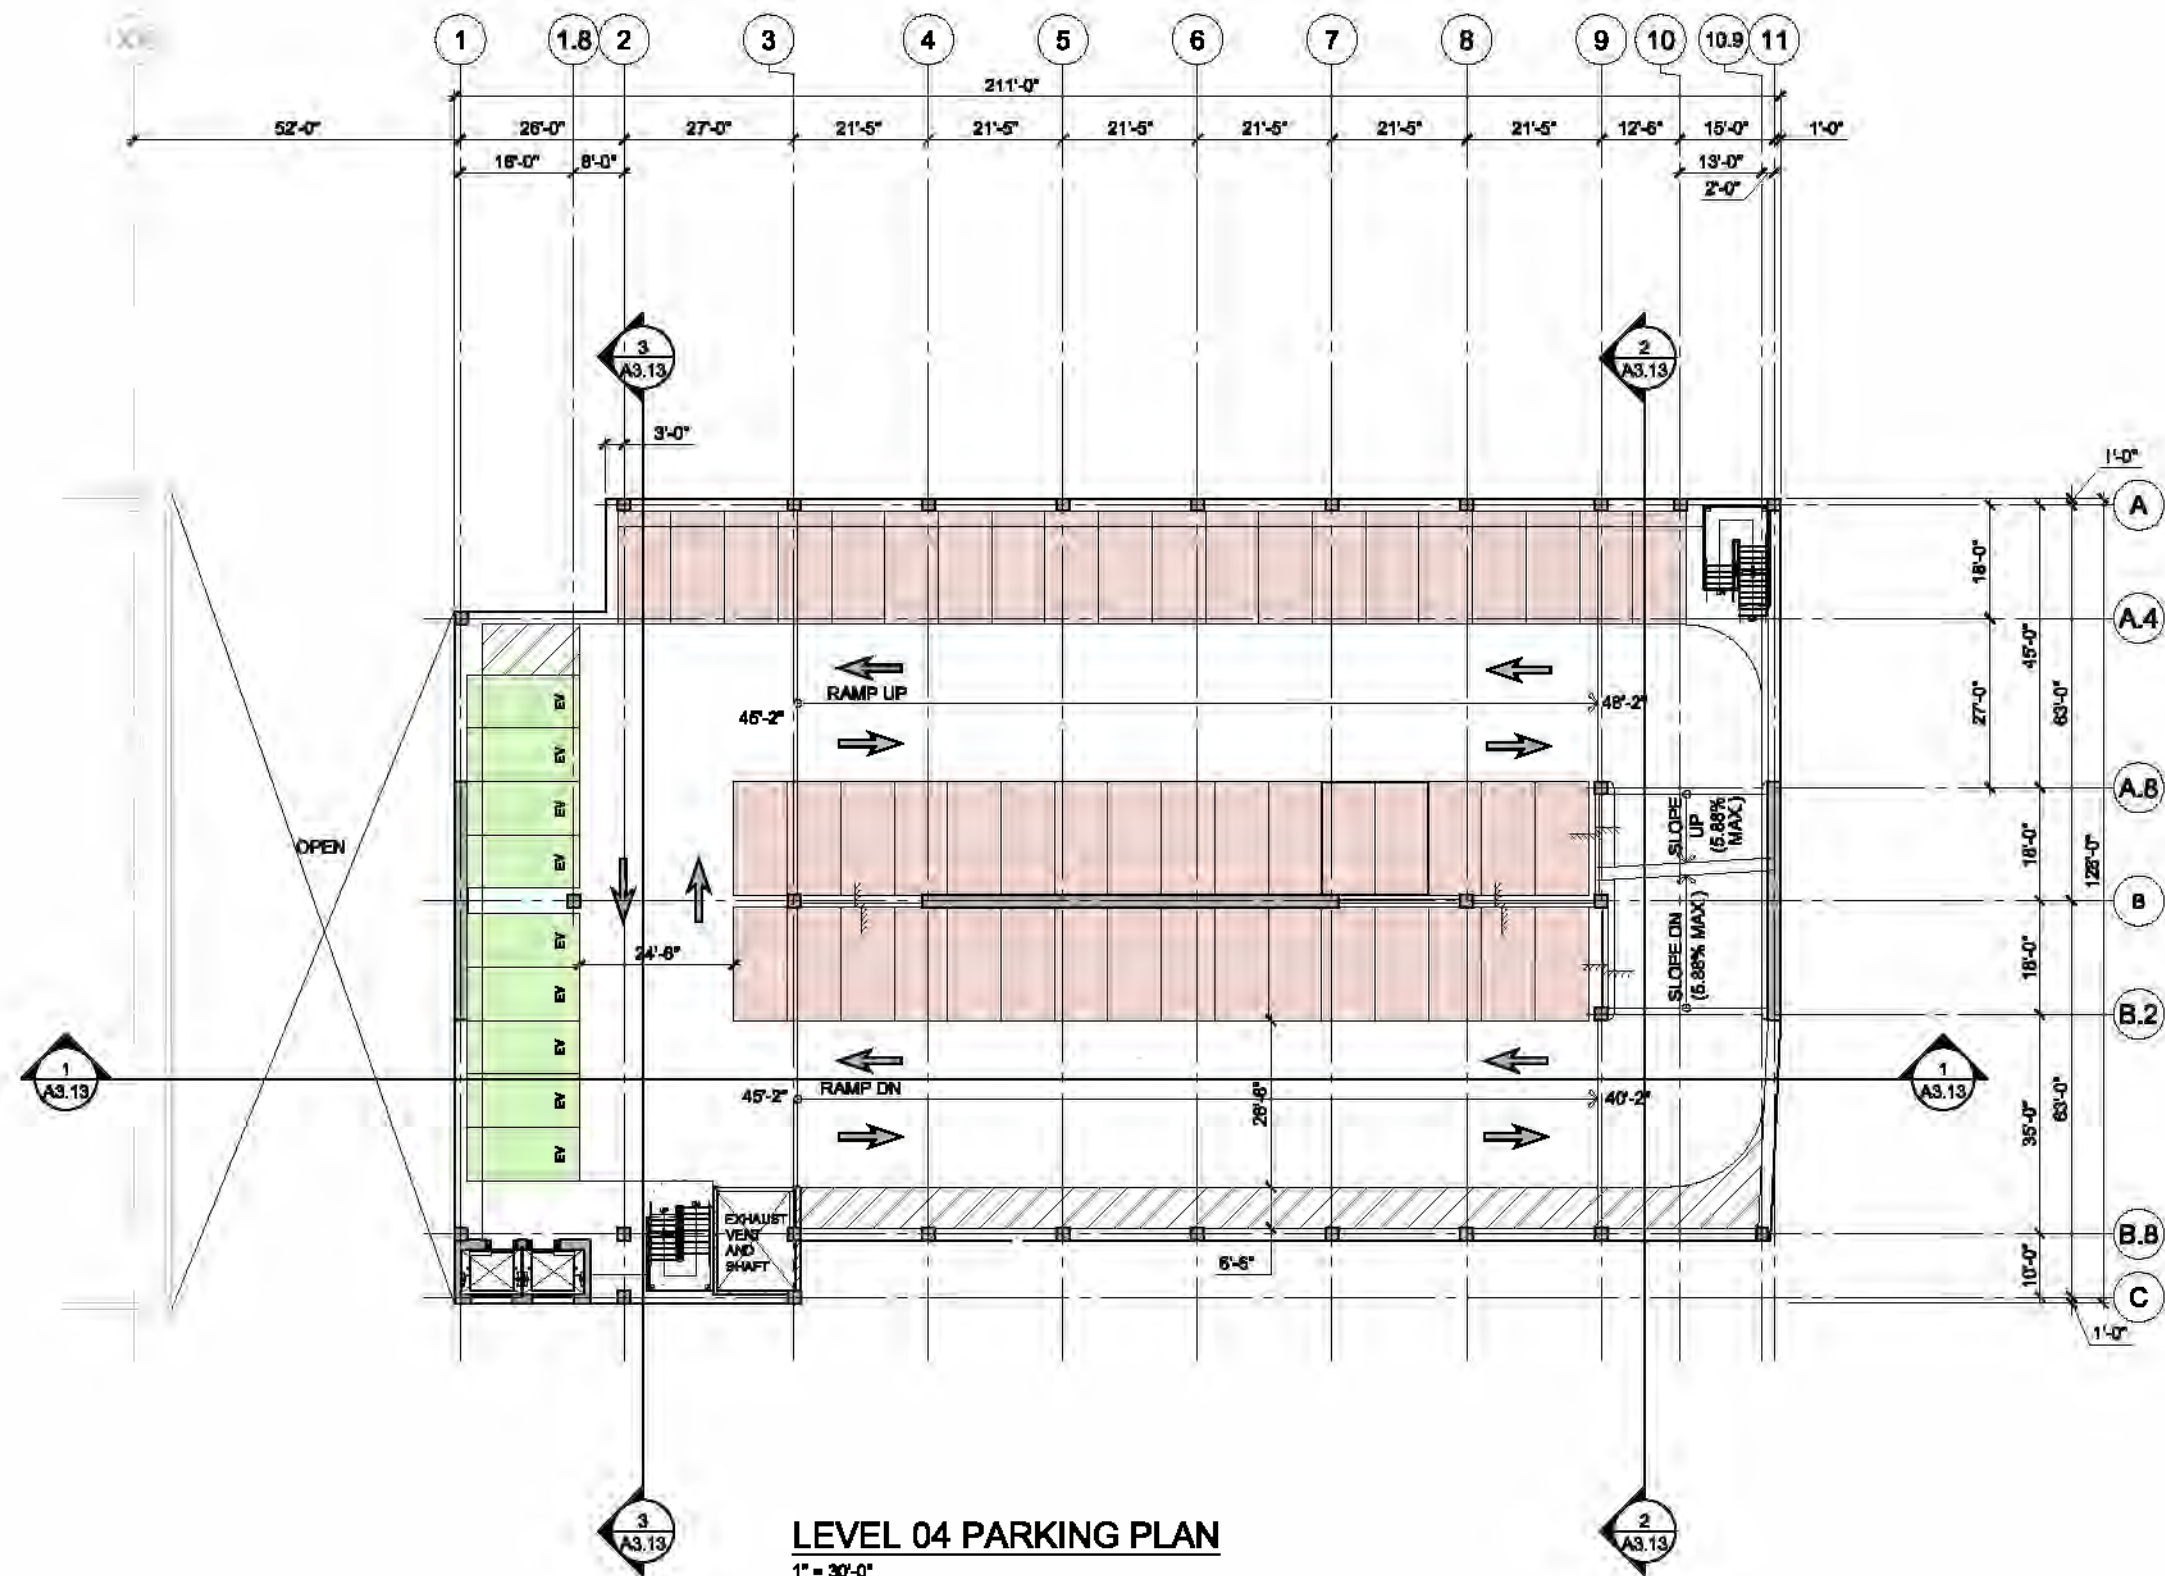 1 1.8 2 3 4 5 6 7 8 9 10 10.9 11
211'-0"
52'-0" 26'-0" 27'-0" 21'-5" 21'-5" 21'-5" 21'-5" 21'-5" 21'-5" 12'-6" 15'-0" 1'-0"
18'-0" 8'-0" 13'-0"
2'-0"
3
A3.13
2
A3.13
3'-0"
1'-0"
A
18'-0"
A.4
45'-0"
27'-0"
63'-0"
RAMP UP
45'-2"
48'-2"
EV
EV
EV
EV
A.8
SLOPE
UP
(5.88%
MAX.)
OPEN
18'-0"
128'-0"
B
24'-6"
SLOPE DN
(5.88% MAX.)
18'-0"
EV
EV
EV
EV
EV
B.2
1
A3.13
1
A3.13
RAMP DN
45'-2"
40'-2"
26'-6"
35'-0"
63'-0"
EXHAUST
VENT
AND
SHAFT
B.8
6'-6"
10'-0"
C
1'-0"
3
A3.13
2
A3.13
LEVEL 04 PARKING PLAN
1" = 30'-0"